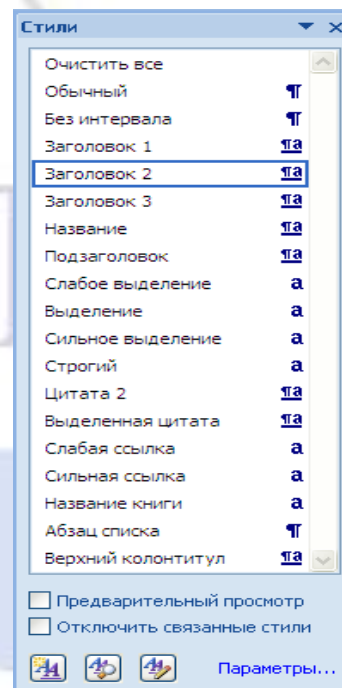 Стили
Очистить все
Обычный ¶
Без интервала ¶
Заголовок 1 ¶a
Заголовок 2 ¶a
Заголовок 3 ¶a
Название ¶a
Подзаголовок ¶a
Слабое выделение a
Выделение a
Сильное выделение a
Строгий a
Цитата 2 ¶a
Выделенная цитата ¶a
Слабая ссылка a
Сильная ссылка a
Название книги a
Абзац списка ¶
Верхний колонтитул ¶a
Предварительный просмотр
Отключить связанные стили
Параметры...